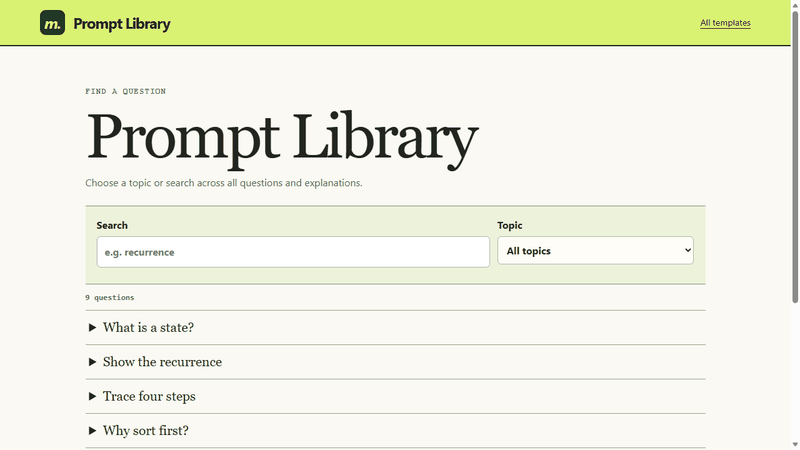 m. Prompt Library
All templates
FIND A QUESTION
Prompt Library
Choose a topic or search across all questions and explanations.
Search
Topic
e.g. recurrence
All topics
9 questions
What is a state?
Show the recurrence
Trace four steps
Why sort first?